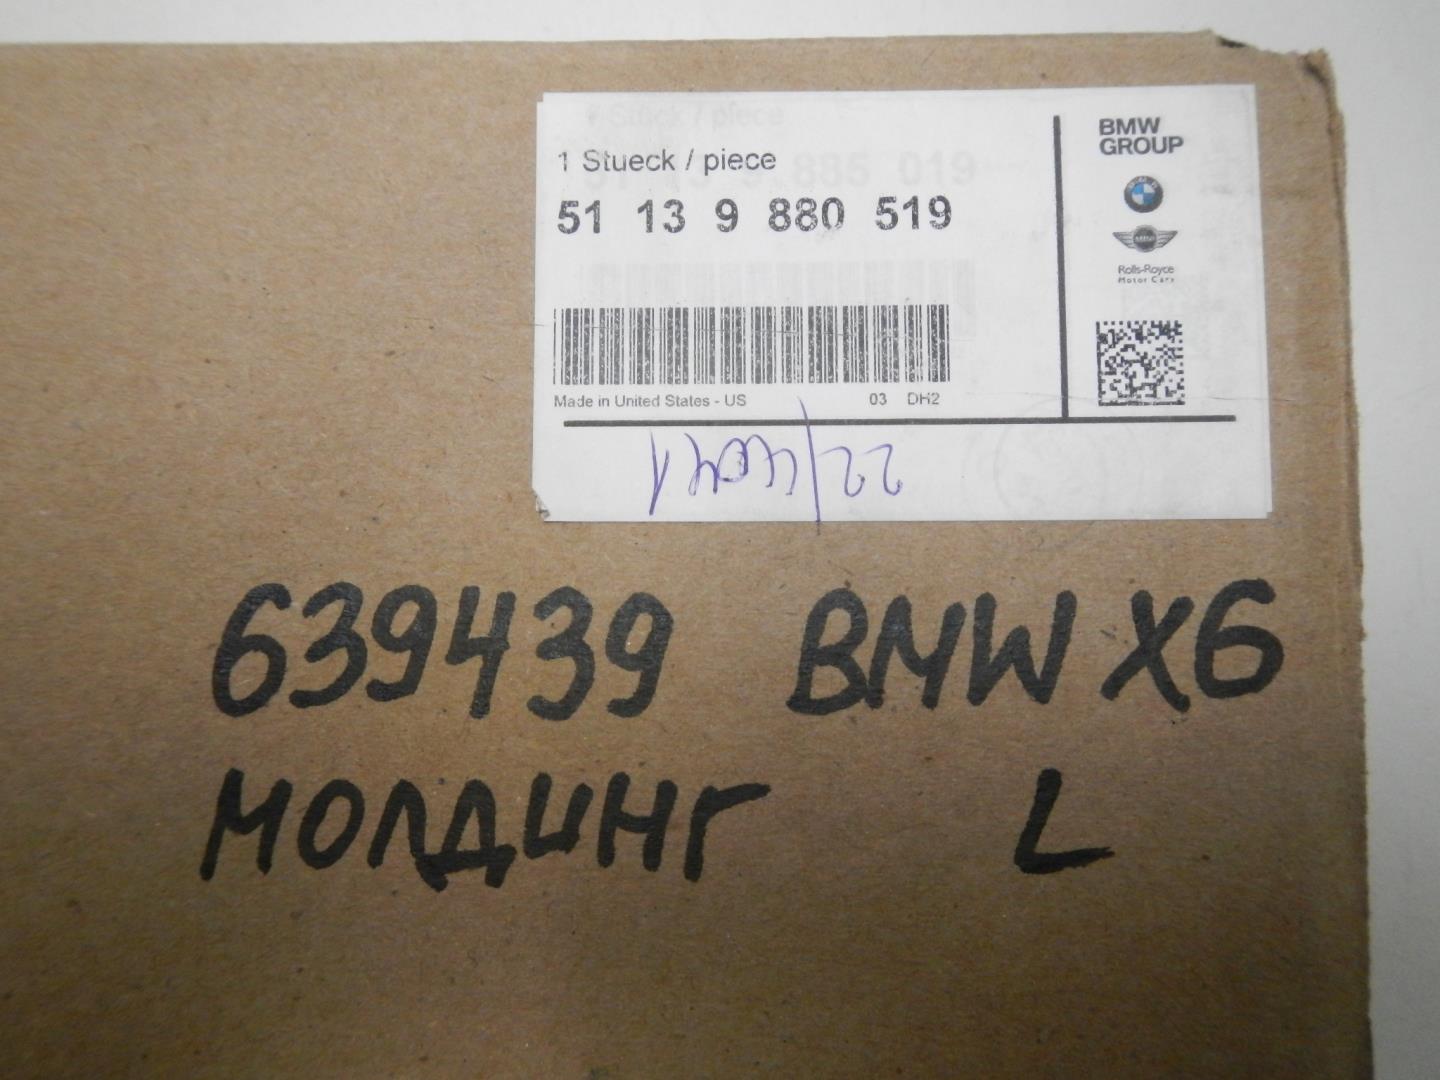 1 Stueck / piece
51 13 9 880 519
Made in United States - US 03 DH2
BMW
GROUP
Rolls-Royce
Motor Cars
639439 BMW X6
МОЛДИНГ L